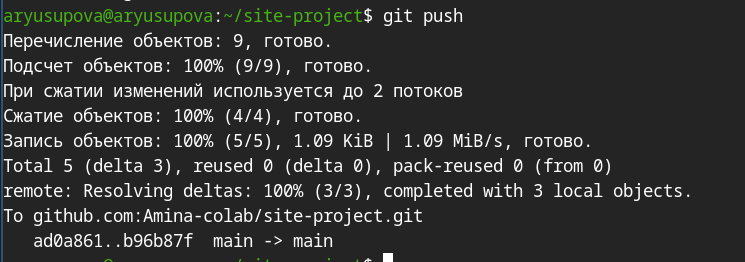 aryusupova@aryusupova:~/site-project$ git push
Перечисление объектов: 9, готово.
Подсчет объектов: 100% (9/9), готово.
При сжатии изменений используется до 2 потоков
Сжатие объектов: 100% (4/4), готово.
Запись объектов: 100% (5/5), 1.09 KiB | 1.09 MiB/s, готово.
Total 5 (delta 3), reused 0 (delta 0), pack-reused 0 (from 0)
remote: Resolving deltas: 100% (3/3), completed with 3 local objects.
To github.com:Amina-colab/site-project.git
   ad0a861..b96b87f  main -> main